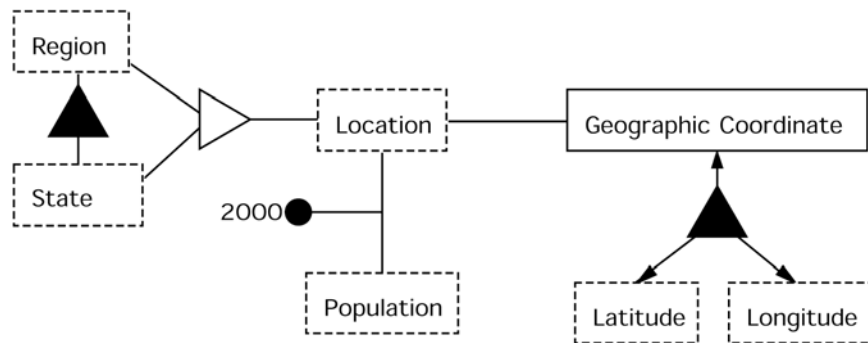 Region
Location
Geographic Coordinate
State
2000
Population
Latitude
Longitude